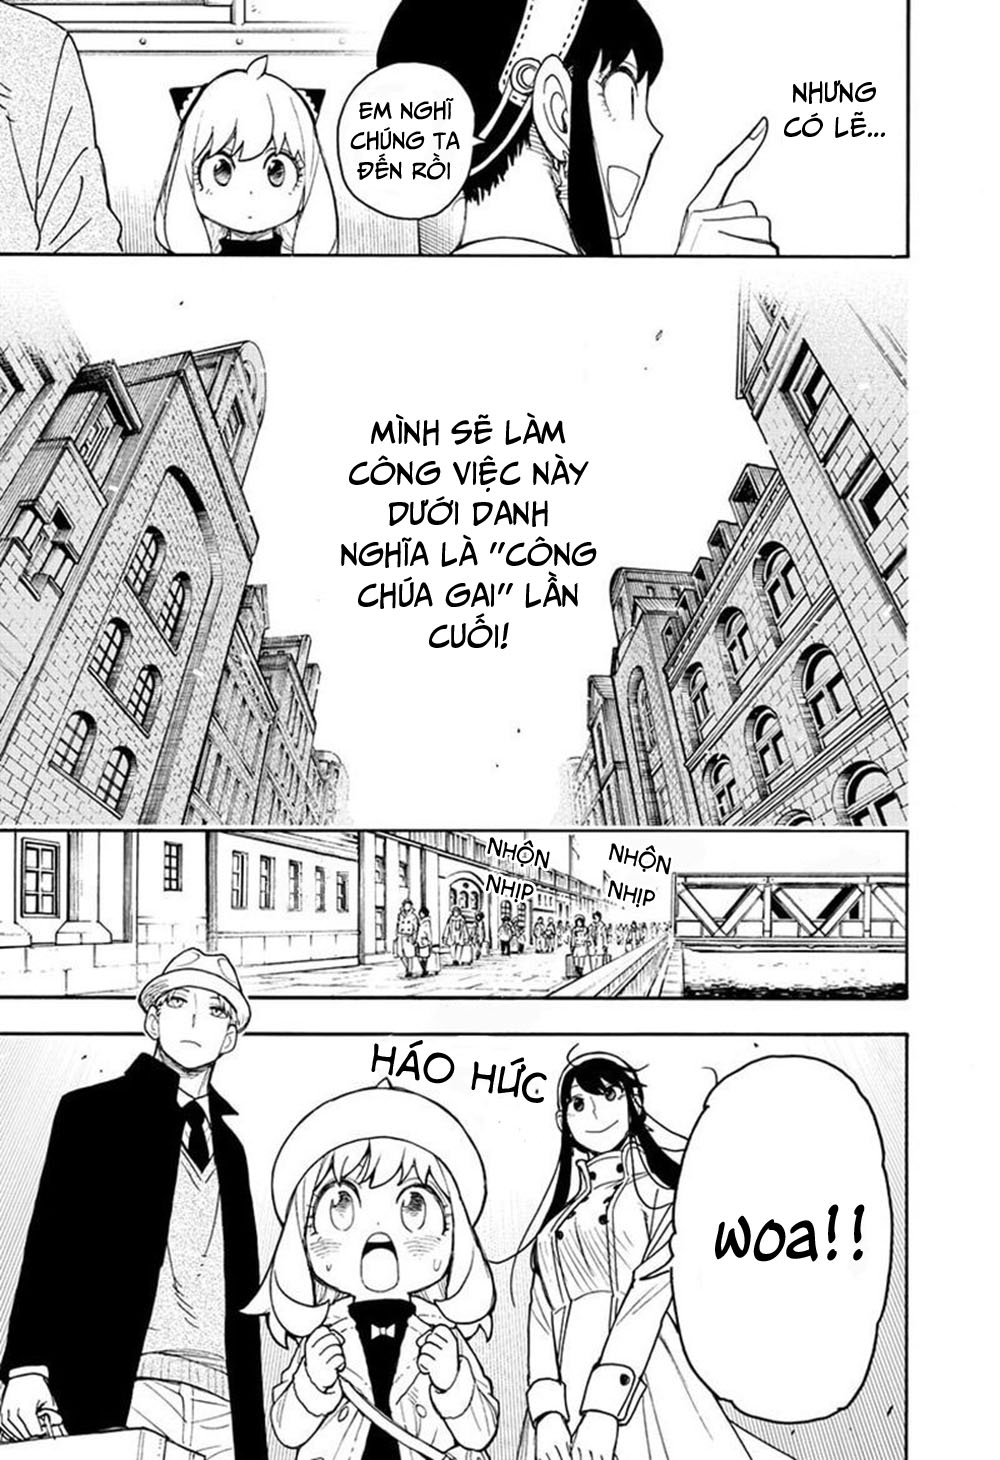 NHƯNG
CÓ LẼ...
EM NGHĨ
CHÚNG TA
ĐẾN RỒI
MÌNH SẼ LÀM
CÔNG VIỆC NÀY
DƯỚI DANH
NGHĨA LÀ "CÔNG
CHÚA GAI" LẦN
CUỐI!
NHỘN
NHỊP
NHỘN
NHỊP
HÁO HỨC
WOA!!